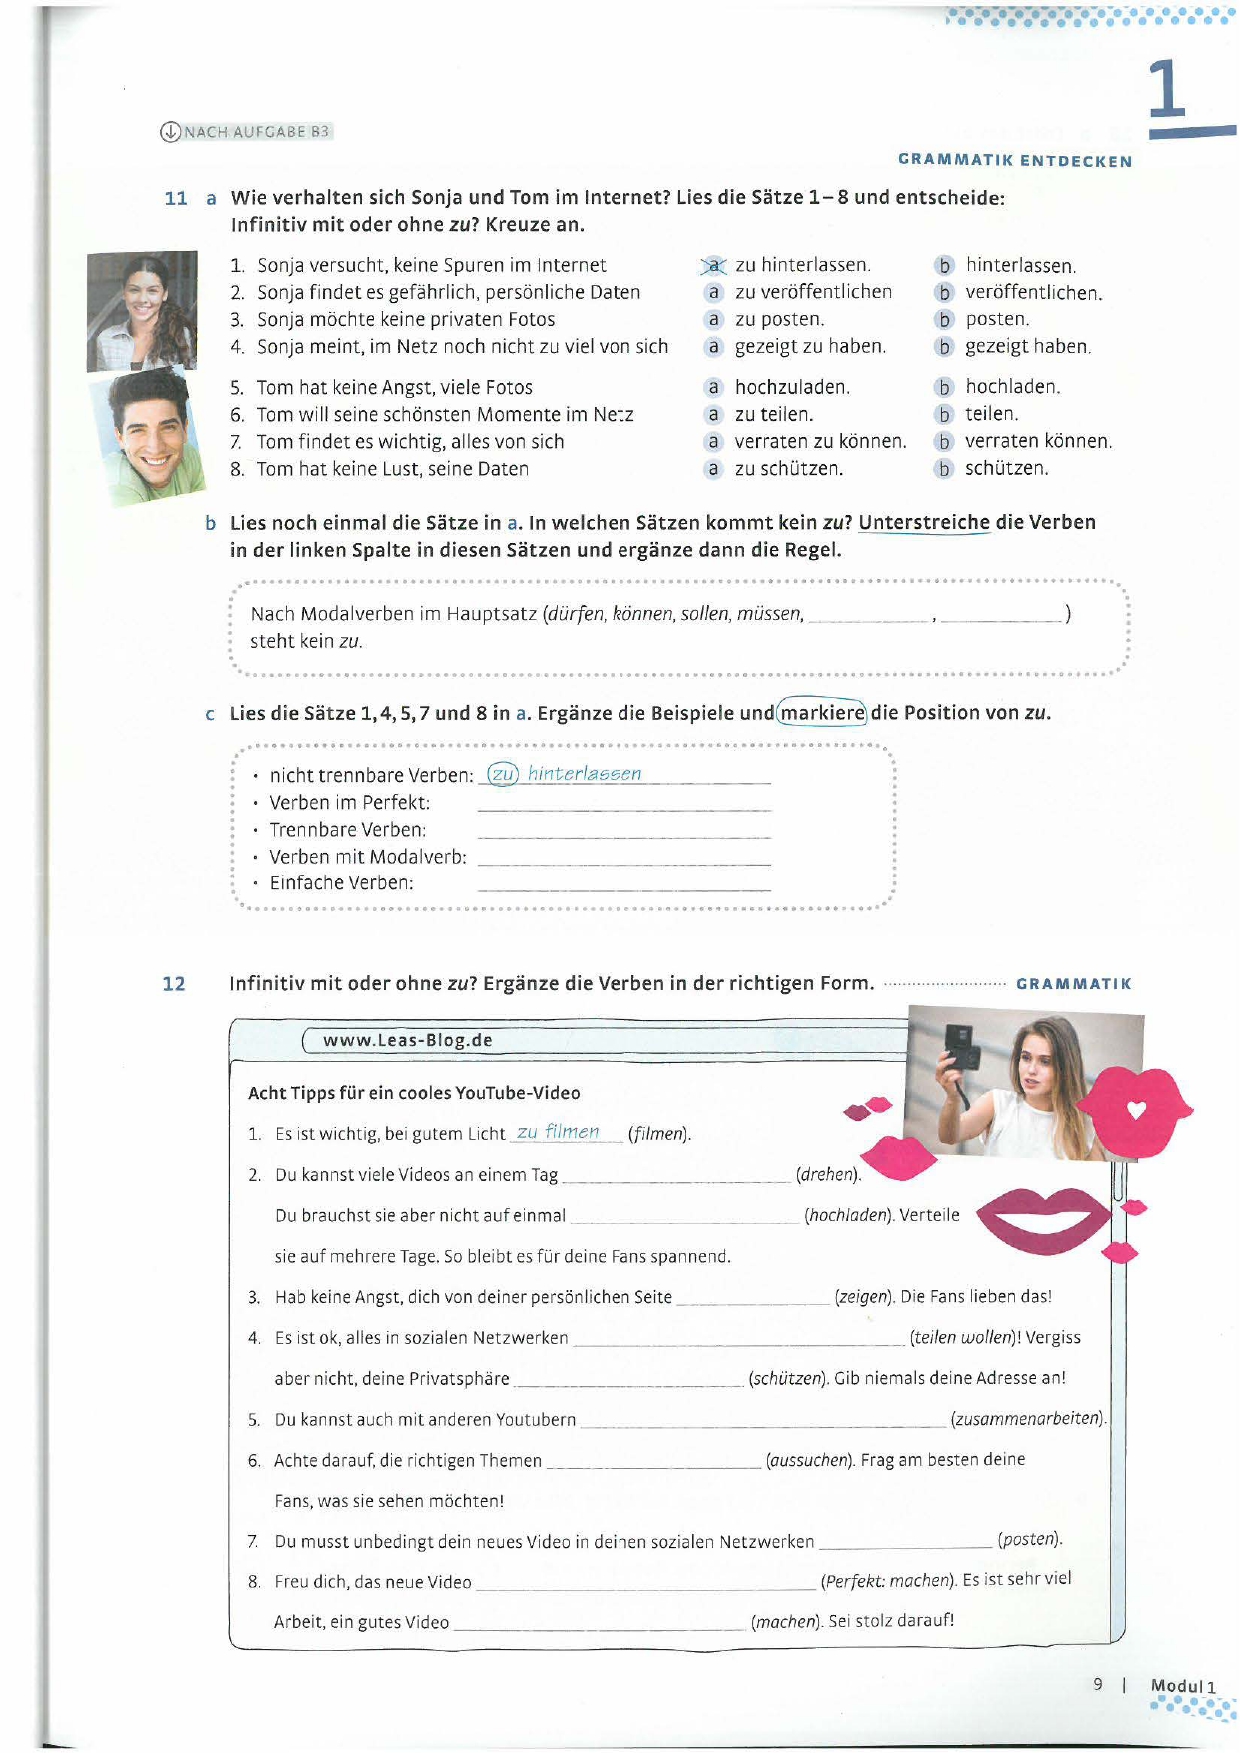 1
NACH AUFGABE B3
GRAMMATIK ENTDECKEN
11 a Wie verhalten sich Sonja und Tom im Internet? Lies die Sätze 1–8 und entscheide:
Infinitiv mit oder ohne zu? Kreuze an.
1. Sonja versucht, keine Spuren im Internet a zu hinterlassen. b hinterlassen.
2. Sonja findet es gefährlich, persönliche Daten a zu veröffentlichen b veröffentlichen.
3. Sonja möchte keine privaten Fotos a zu posten. b posten.
4. Sonja meint, im Netz noch nicht zu viel von sich a gezeigt zu haben. b gezeigt haben.
5. Tom hat keine Angst, viele Fotos a hochzuladen. b hochladen.
6. Tom will seine schönsten Momente im Netz a zu teilen. b teilen.
7. Tom findet es wichtig, alles von sich a verraten zu können. b verraten können.
8. Tom hat keine Lust, seine Daten a zu schützen. b schützen.
b Lies noch einmal die Sätze in a. In welchen Sätzen kommt kein zu? Unterstreiche die Verben
in der linken Spalte in diesen Sätzen und ergänze dann die Regel.
Nach Modalverben im Hauptsatz (dürfen, können, sollen, müssen, ____________, ____________)
steht kein zu.
c Lies die Sätze 1, 4, 5, 7 und 8 in a. Ergänze die Beispiele und markiere die Position von zu.
• nicht trennbare Verben: zu hinterlassen
• Verben im Perfekt: ____________
• Trennbare Verben: ____________
• Verben mit Modalverb: ____________
• Einfache Verben: ____________
12 Infinitiv mit oder ohne zu? Ergänze die Verben in der richtigen Form. GRAMMATIK
www.Leas-Blog.de
Acht Tipps für ein cooles YouTube-Video
1. Es ist wichtig, bei gutem Licht zu filmen (filmen).
2. Du kannst viele Videos an einem Tag ____________ (drehen).
Du brauchst sie aber nicht auf einmal ____________ (hochladen). Verteile
sie auf mehrere Tage. So bleibt es für deine Fans spannend.
3. Hab keine Angst, dich von deiner persönlichen Seite ____________ (zeigen). Die Fans lieben das!
4. Es ist ok, alles in sozialen Netzwerken ____________ (teilen wollen)! Vergiss
aber nicht, deine Privatsphäre ____________ (schützen). Gib niemals deine Adresse an!
5. Du kannst auch mit anderen Youtubern ____________ (zusammenarbeiten).
6. Achte darauf, die richtigen Themen ____________ (aussuchen). Frag am besten deine
Fans, was sie sehen möchten!
7. Du musst unbedingt dein neues Video in deinen sozialen Netzwerken ____________ (posten).
8. Freu dich, das neue Video ____________ (Perfekt: machen). Es ist sehr viel
Arbeit, ein gutes Video ____________ (machen). Sei stolz darauf!
9 | Modul 1